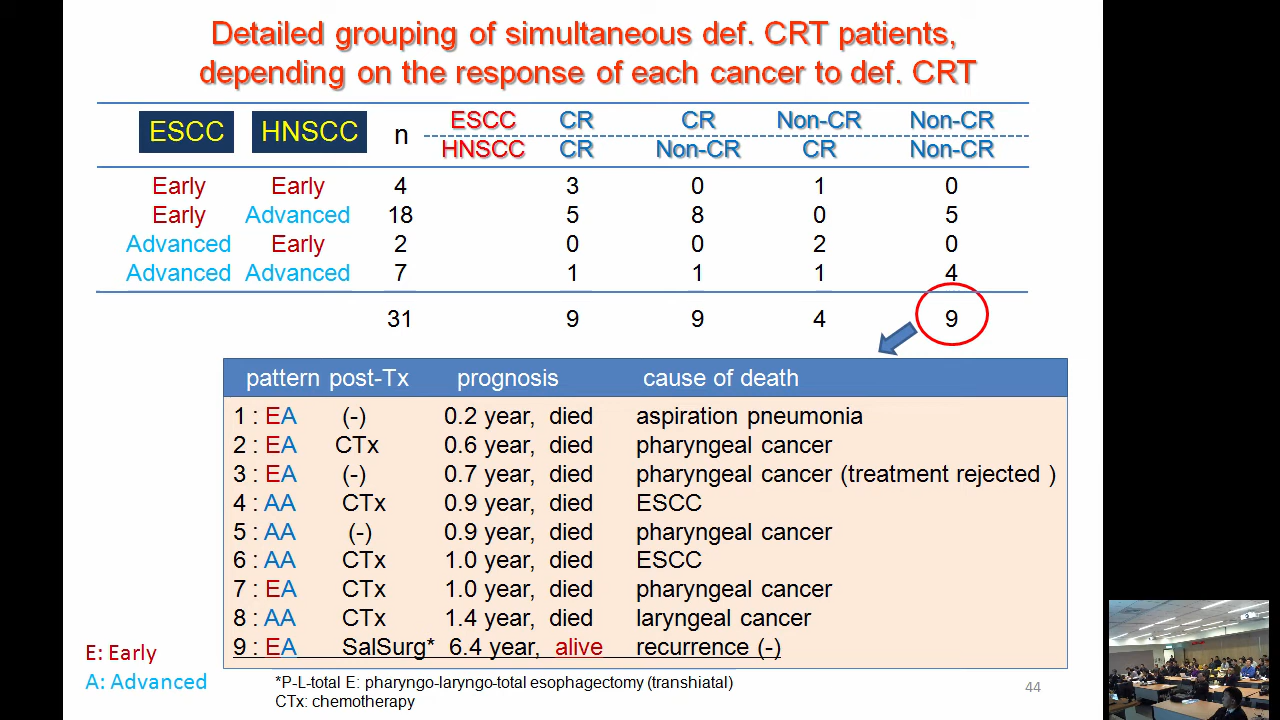 Detailed grouping of simultaneous def. CRT patients,
depending on the response of each cancer to def. CRT
ESCC HNSCC n ESCC CR CR Non-CR Non-CR
HNSCC CR Non-CR CR Non-CR
Early Early 4 3 0 1 0
Early Advanced 18 5 8 0 5
Advanced Early 2 0 0 2 0
Advanced Advanced 7 1 1 1 4
31 9 9 4 9
pattern post-Tx prognosis cause of death
1 : EA (-) 0.2 year, died aspiration pneumonia
2 : EA CTx 0.6 year, died pharyngeal cancer
3 : EA (-) 0.7 year, died pharyngeal cancer (treatment rejected )
4 : AA CTx 0.9 year, died ESCC
5 : AA (-) 0.9 year, died pharyngeal cancer
6 : AA CTx 1.0 year, died ESCC
7 : EA CTx 1.0 year, died pharyngeal cancer
8 : AA CTx 1.4 year, died laryngeal cancer
9 : EA SalSurg* 6.4 year, alive recurrence (-)
E: Early
A: Advanced
*P-L-total E: pharyngo-laryngo-total esophagectomy (transhiatal)
CTx: chemotherapy
44